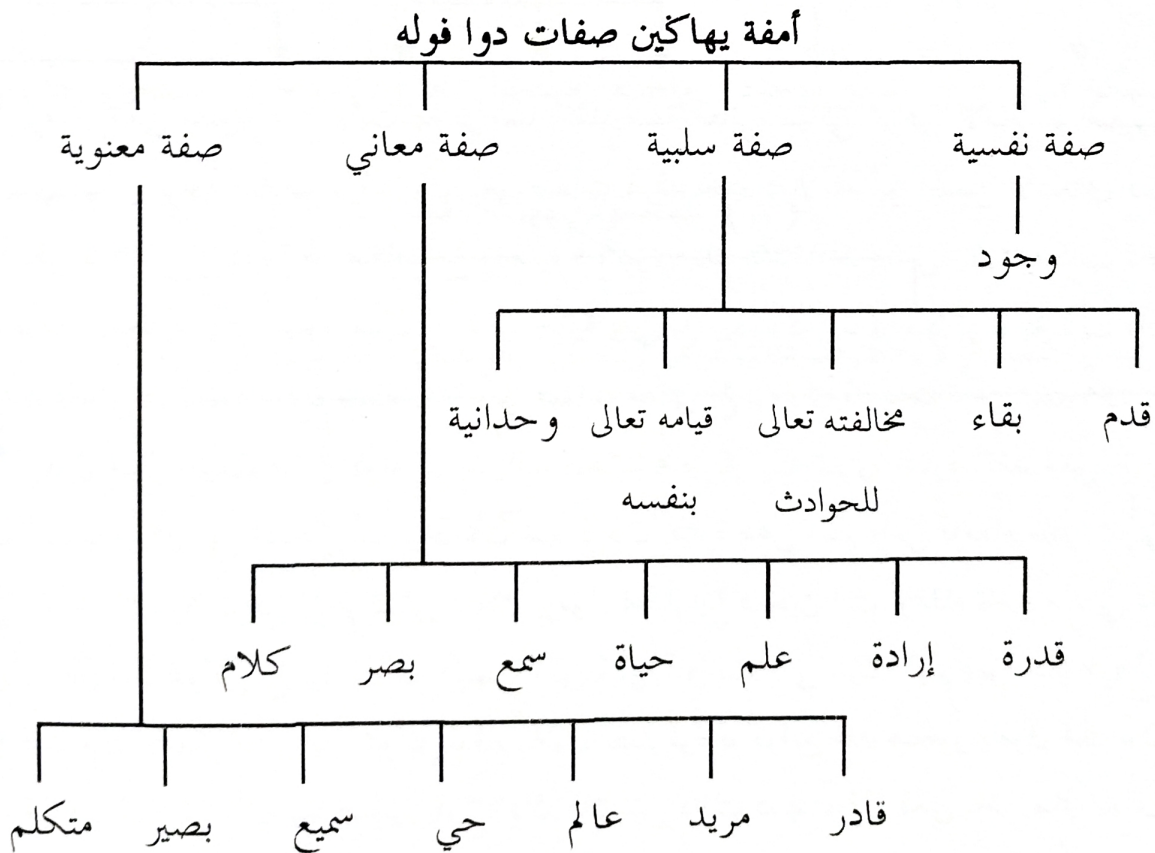 أمفة يهاڬين صفات دوا فوله
صفة نفسية صفة سلبية صفة معاني صفة معنوية
وجود
قدم بقاء مخالفته تعالى قيامه تعالى وحدانية
للحوادث بنفسه
قدرة إرادة علم حياة سمع بصر كلام
قادر مريد عالم حي سميع بصير متكلم